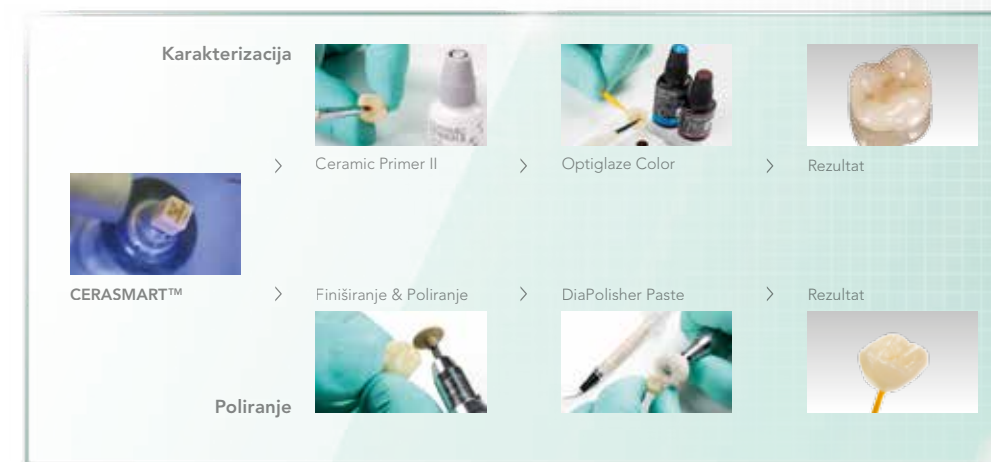 Karakterizacija
> Ceramic Primer II > Optiglaze Color > Rezultat
CERASMART™ > Finiširanje & Poliranje > DiaPolisher Paste > Rezultat
Poliranje